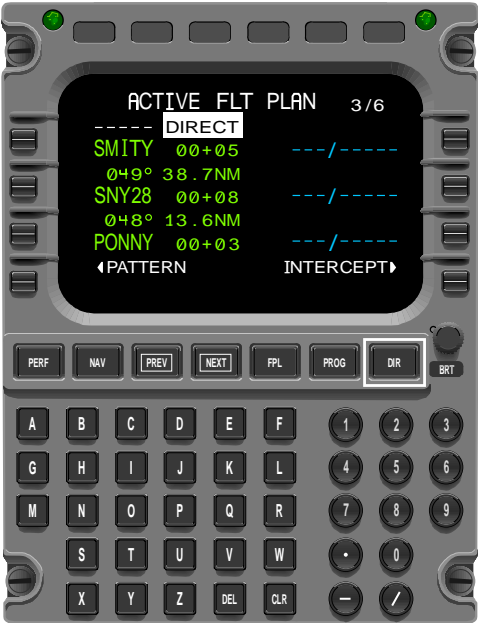 ACTIVE FLT PLAN 3/6
----- DIRECT
SMITY 00+05 ---/-----
049° 38.7NM
SNY28 00+08 ---/-----
048° 13.6NM
PONNY 00+03 ---/-----
PATTERN INTERCEPT
PERF NAV PREV NEXT FPL PROG DIR BRT
A B C D E F 1 2 3
G H I J K L 4 5 6
M N O P Q R 7 8 9
S T U V W • 0
X Y Z DEL CLR - /